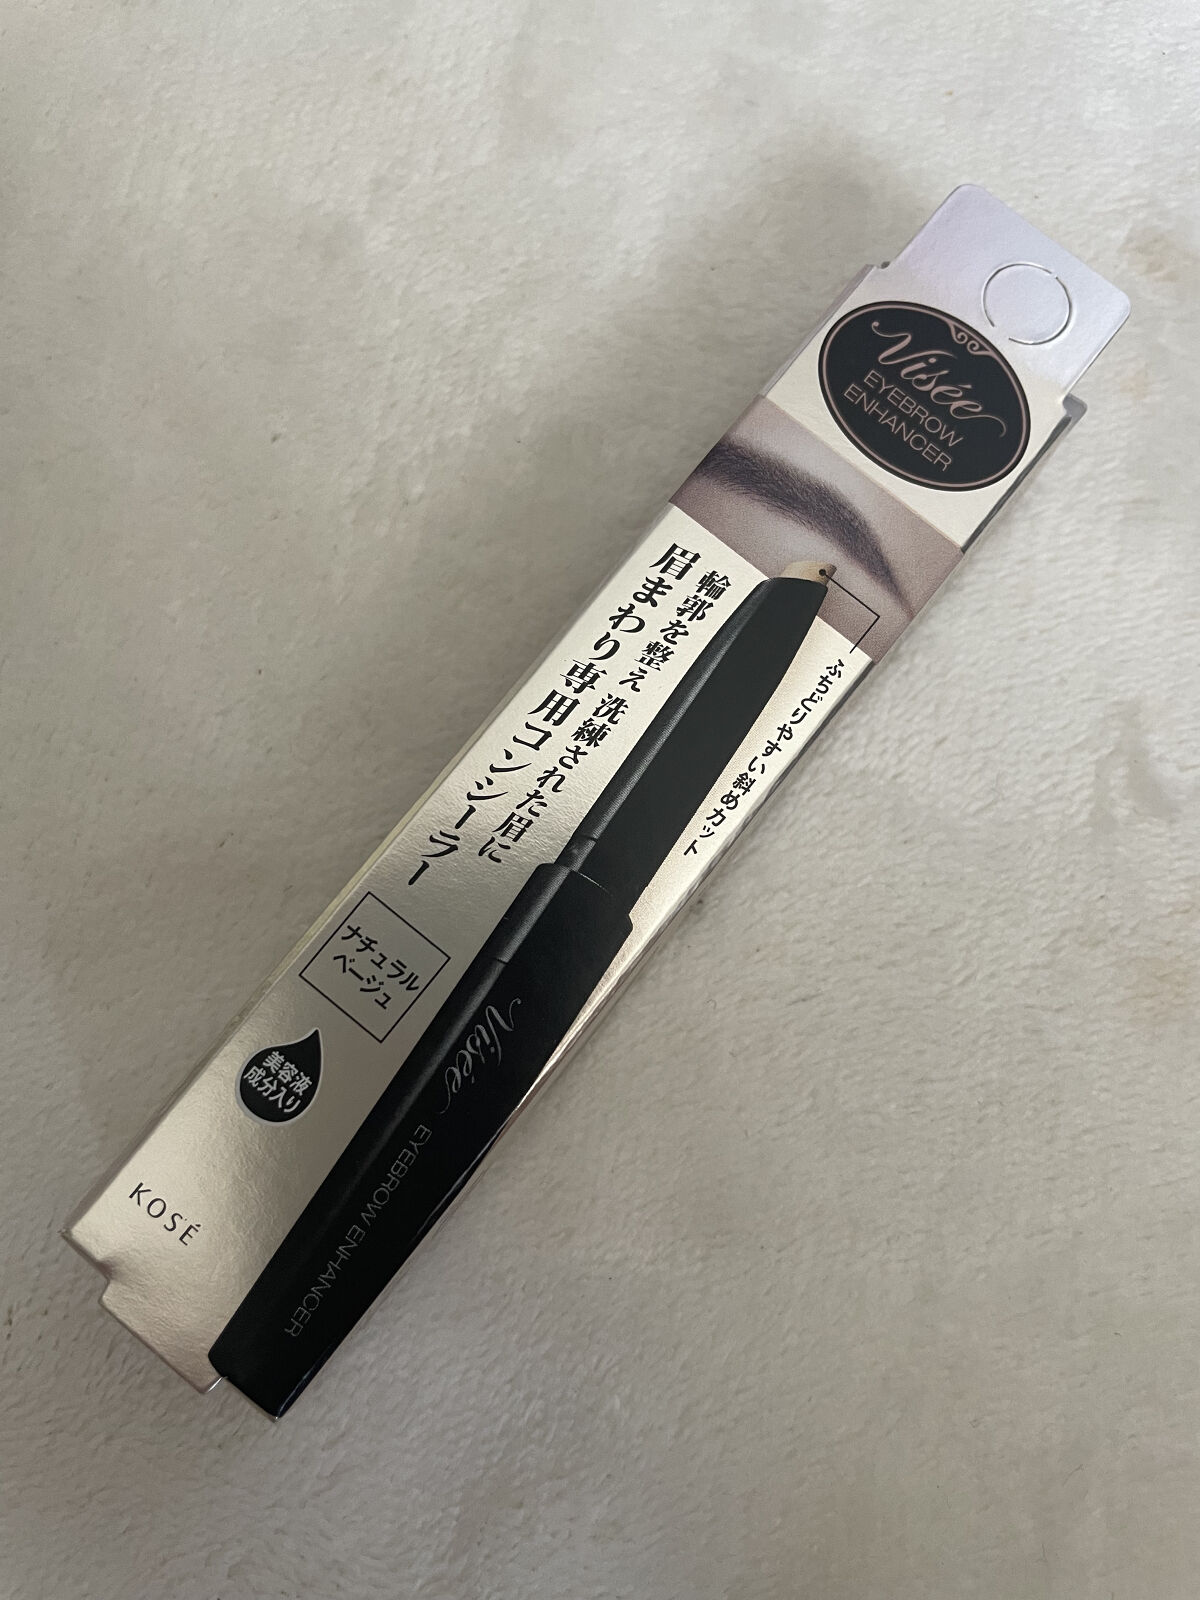 Visée
EYEBROW
ENHANCER
輪郭を整え 洗練された眉に
眉まわり専用コンシーラー
ふちどりやすい斜めカット
ナチュラル
ベージュ
美容液
成分入り
Visée EYEBROW ENHANCER
KOSÉ